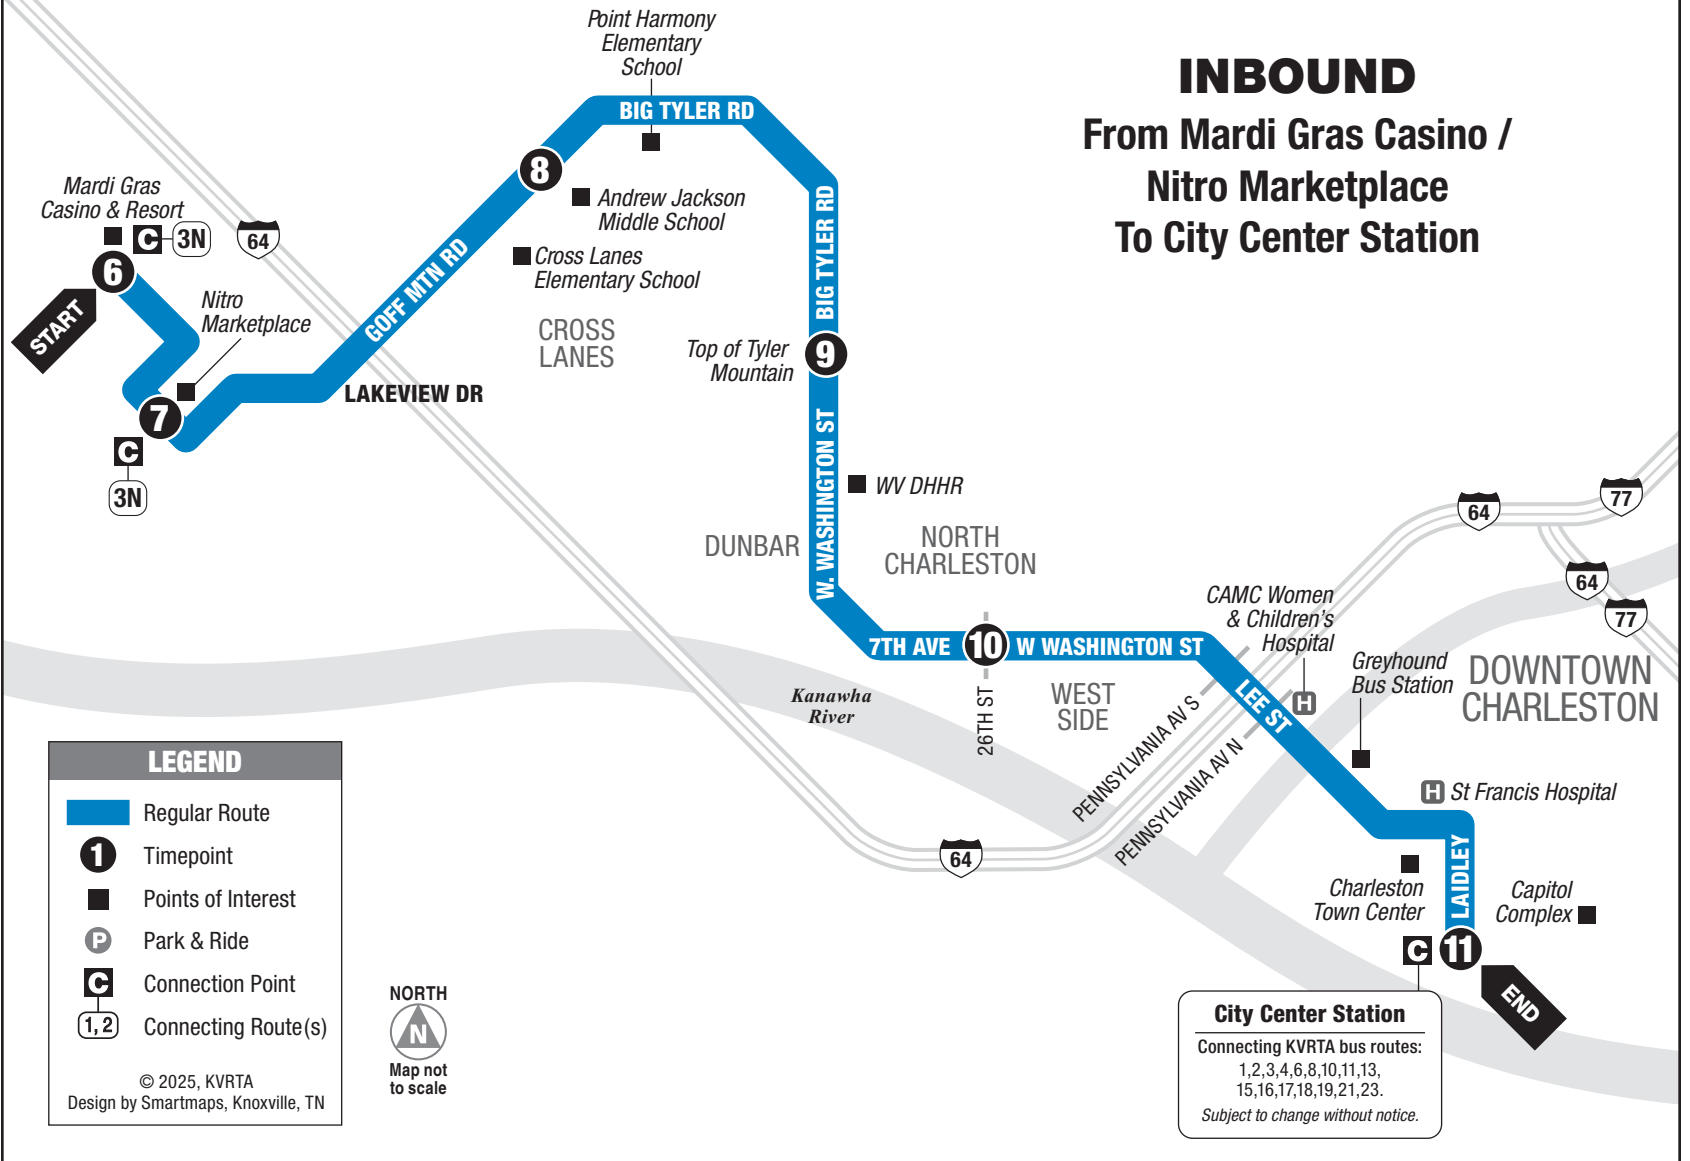 Point Harmony
Elementary
School
INBOUND
From Mardi Gras Casino /
Nitro Marketplace
To City Center Station
BIG TYLER RD
8
Mardi Gras
Casino & Resort
C
3N
64
6
START
Nitro
Marketplace
Andrew Jackson
Middle School
Cross Lanes
Elementary School
GOFF MTN RD
CROSS
LANES
BIG TYLER RD
Top of Tyler
Mountain
9
LAKEVIEW DR
7
C
3N
W. WASHINGTON ST
WV DHHR
DUNBAR
NORTH
CHARLESTON
64
77
64
77
CAMC Women
& Children's
Hospital
7TH AVE
10
W WASHINGTON ST
Greyhound
Bus Station
DOWNTOWN
CHARLESTON
Kanawha
River
26TH ST
WEST
SIDE
LEE ST
H
PENNSYLVANIA AV S
PENNSYLVANIA AV N
H
St Francis Hospital
64
LAIDLEY
Charleston
Town Center
Capitol
Complex
C
11
END
City Center Station
Connecting KVRTA bus routes:
1,2,3,4,6,8,10,11,13,
15,16,17,18,19,21,23.
Subject to change without notice.
LEGEND
Regular Route
1
Timepoint
Points of Interest
P
Park & Ride
C
Connection Point
1, 2
Connecting Route(s)
© 2025, KVRTA
Design by Smartmaps, Knoxville, TN
NORTH
N
Map not
to scale